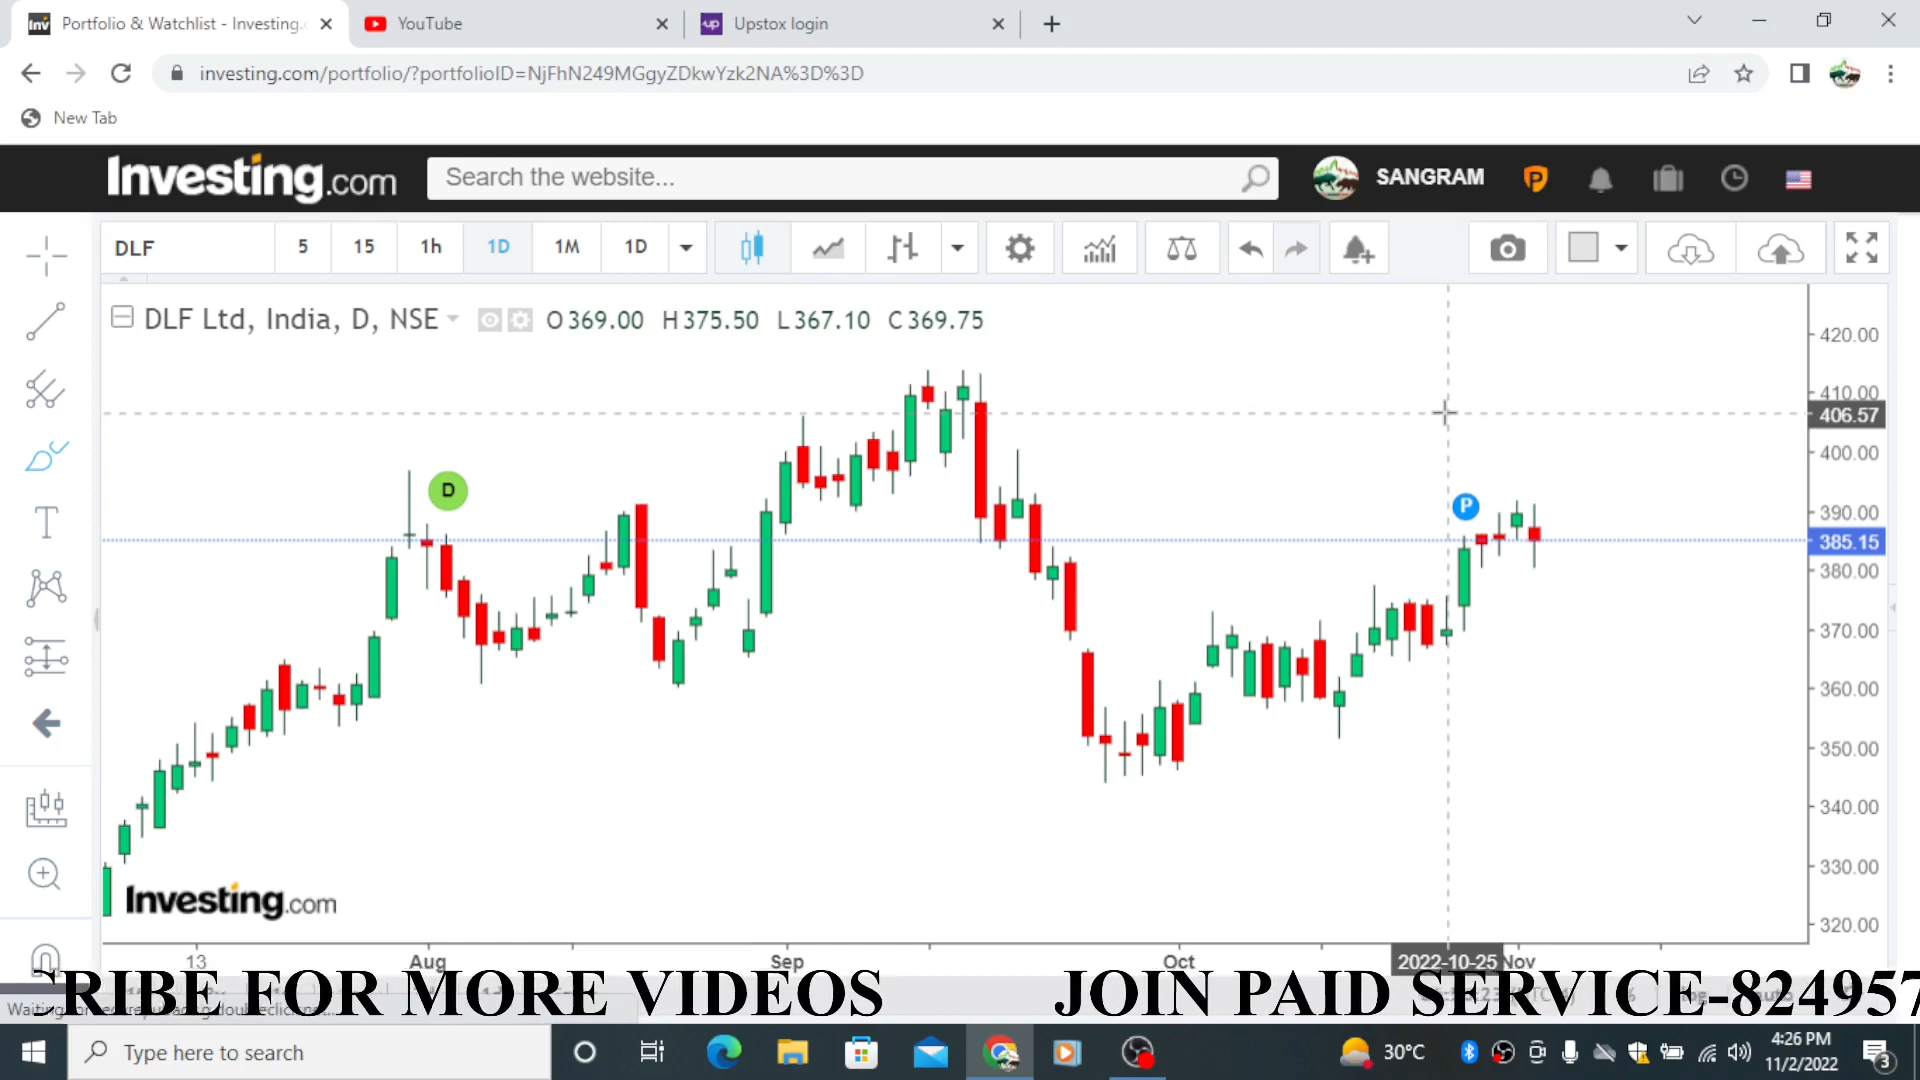 Portfolio & Watchlist - Investing.c
YouTube
Upstox login
investing.com/portfolio/?portfolioID=NjFhN249MGgyZDkwYzk2NA%3D%3D
New Tab
Investing.com
Search the website...
SANGRAM
DLF
5
15
1h
1D
1M
1D
DLF Ltd, India, D, NSE
O 369.00 H 375.50 L 367.10 C 369.75
420.00
410.00
406.57
400.00
390.00
385.15
380.00
370.00
360.00
350.00
340.00
330.00
320.00
D
P
Investing.com
13
Aug
Sep
Oct
2022-10-25
Nov
CRIBE FOR MORE VIDEOS
JOIN PAID SERVICE-824957
Type here to search
30°C
4:26 PM
11/2/2022
3